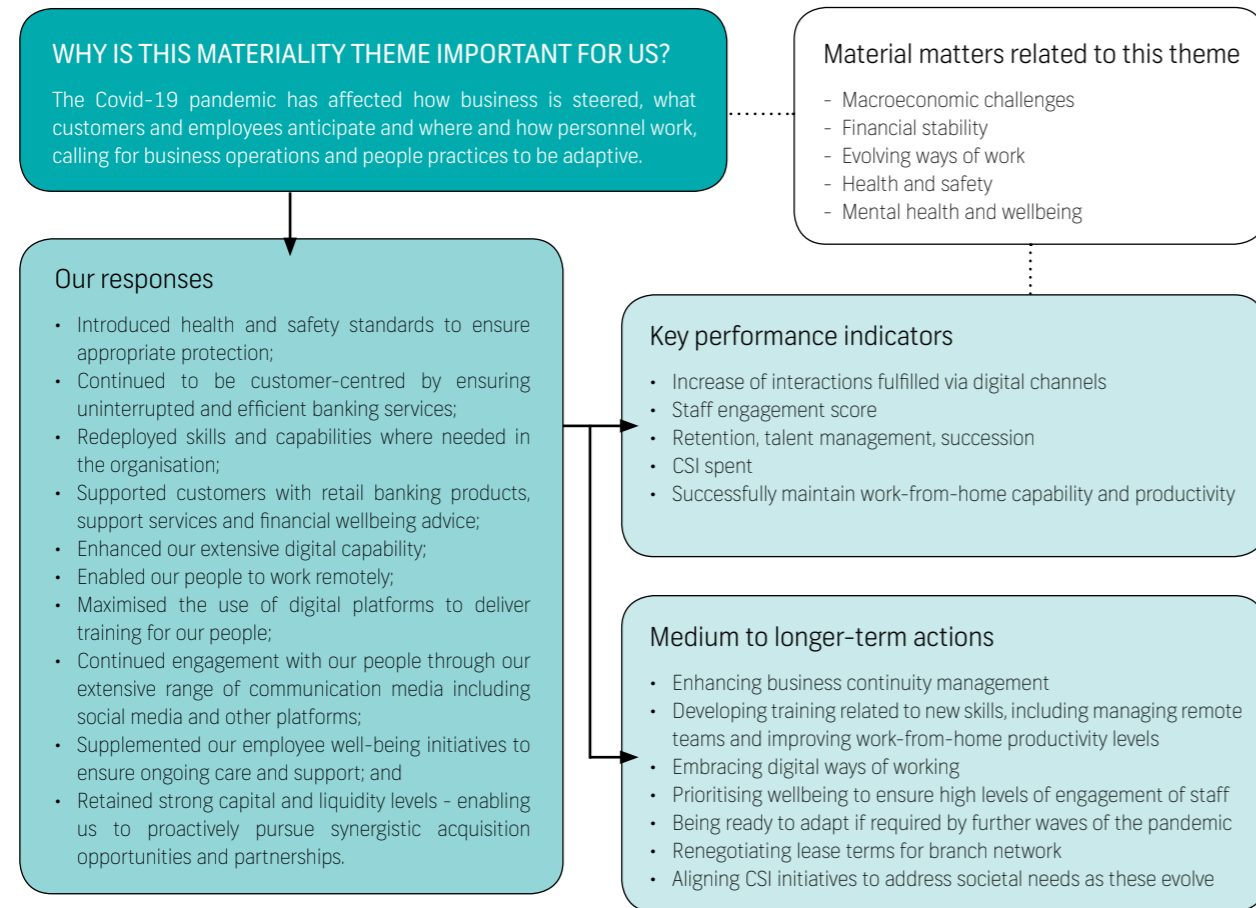 WHY IS THIS MATERIALITY THEME IMPORTANT FOR US?
The Covid-19 pandemic has affected how business is steered, what
customers and employees anticipate and where and how personnel work,
calling for business operations and people practices to be adaptive.
Material matters related to this theme
- Macroeconomic challenges
- Financial stability
- Evolving ways of work
- Health and safety
- Mental health and wellbeing
Our responses
• Introduced health and safety standards to ensure
appropriate protection;
• Continued to be customer-centred by ensuring
uninterrupted and efficient banking services;
• Redeployed skills and capabilities where needed in
the organisation;
• Supported customers with retail banking products,
support services and financial wellbeing advice;
• Enhanced our extensive digital capability;
• Enabled our people to work remotely;
• Maximised the use of digital platforms to deliver
training for our people;
• Continued engagement with our people through our
extensive range of communication media including
social media and other platforms;
• Supplemented our employee well-being initiatives to
ensure ongoing care and support; and
• Retained strong capital and liquidity levels - enabling
us to proactively pursue synergistic acquisition
opportunities and partnerships.
Key performance indicators
• Increase of interactions fulfilled via digital channels
• Staff engagement score
• Retention, talent management, succession
• CSI spent
• Successfully maintain work-from-home capability and productivity
Medium to longer-term actions
• Enhancing business continuity management
• Developing training related to new skills, including managing remote
teams and improving work-from-home productivity levels
• Embracing digital ways of working
• Prioritising wellbeing to ensure high levels of engagement of staff
• Being ready to adapt if required by further waves of the pandemic
• Renegotiating lease terms for branch network
• Aligning CSI initiatives to address societal needs as these evolve